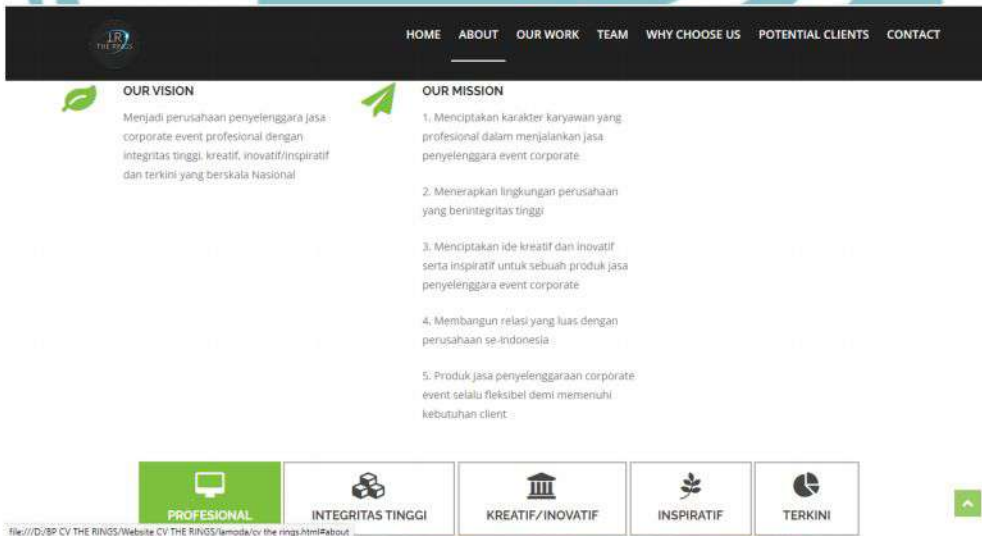 TR
THE RINGS
HOME ABOUT OUR WORK TEAM WHY CHOOSE US POTENTIAL CLIENTS CONTACT
OUR VISION
Menjadi perusahaan penyelenggara jasa
corporate event profesional dengan
integritas tinggi, kreatif, inovatif/inspiratif
dan terkini yang berskala Nasional
OUR MISSION
1. Menciptakan karakter karyawan yang
profesional dalam menjalankan jasa
penyelenggara event corporate
2. Menerapkan lingkungan perusahaan
yang berintegritas tinggi
3. Menciptakan ide kreatif dan inovatif
serta inspiratif untuk sebuah produk jasa
penyelenggara event corporate
4. Membangun relasi yang luas dengan
perusahaan se-Indonesia
5. Produk jasa penyelenggaraan corporate
event selalu fleksibel demi memenuhi
kebutuhan client
PROFESIONAL INTEGRITAS TINGGI KREATIF/INOVATIF INSPIRATIF TERKINI
file:///D:/BP CV THE RINGS/Website CV THE RINGS/lamoda/cv the rings.html#about